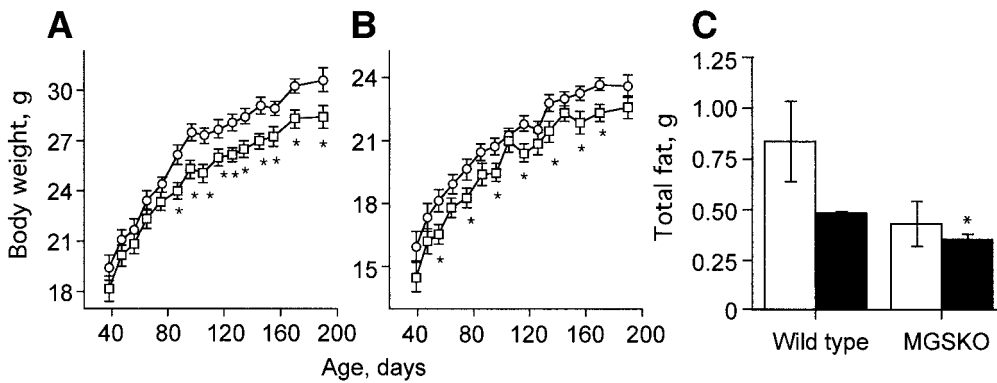 A
B
C
Body weight, g
30
27
24
21
18
40
80
120
160
200
* * * * * * * * * *
24
21
18
15
40
80
120
160
200
* * * * * * *
Age, days
Total fat, g
1.25
1.00
0.75
0.50
0.25
0
*
Wild type
MGSKO